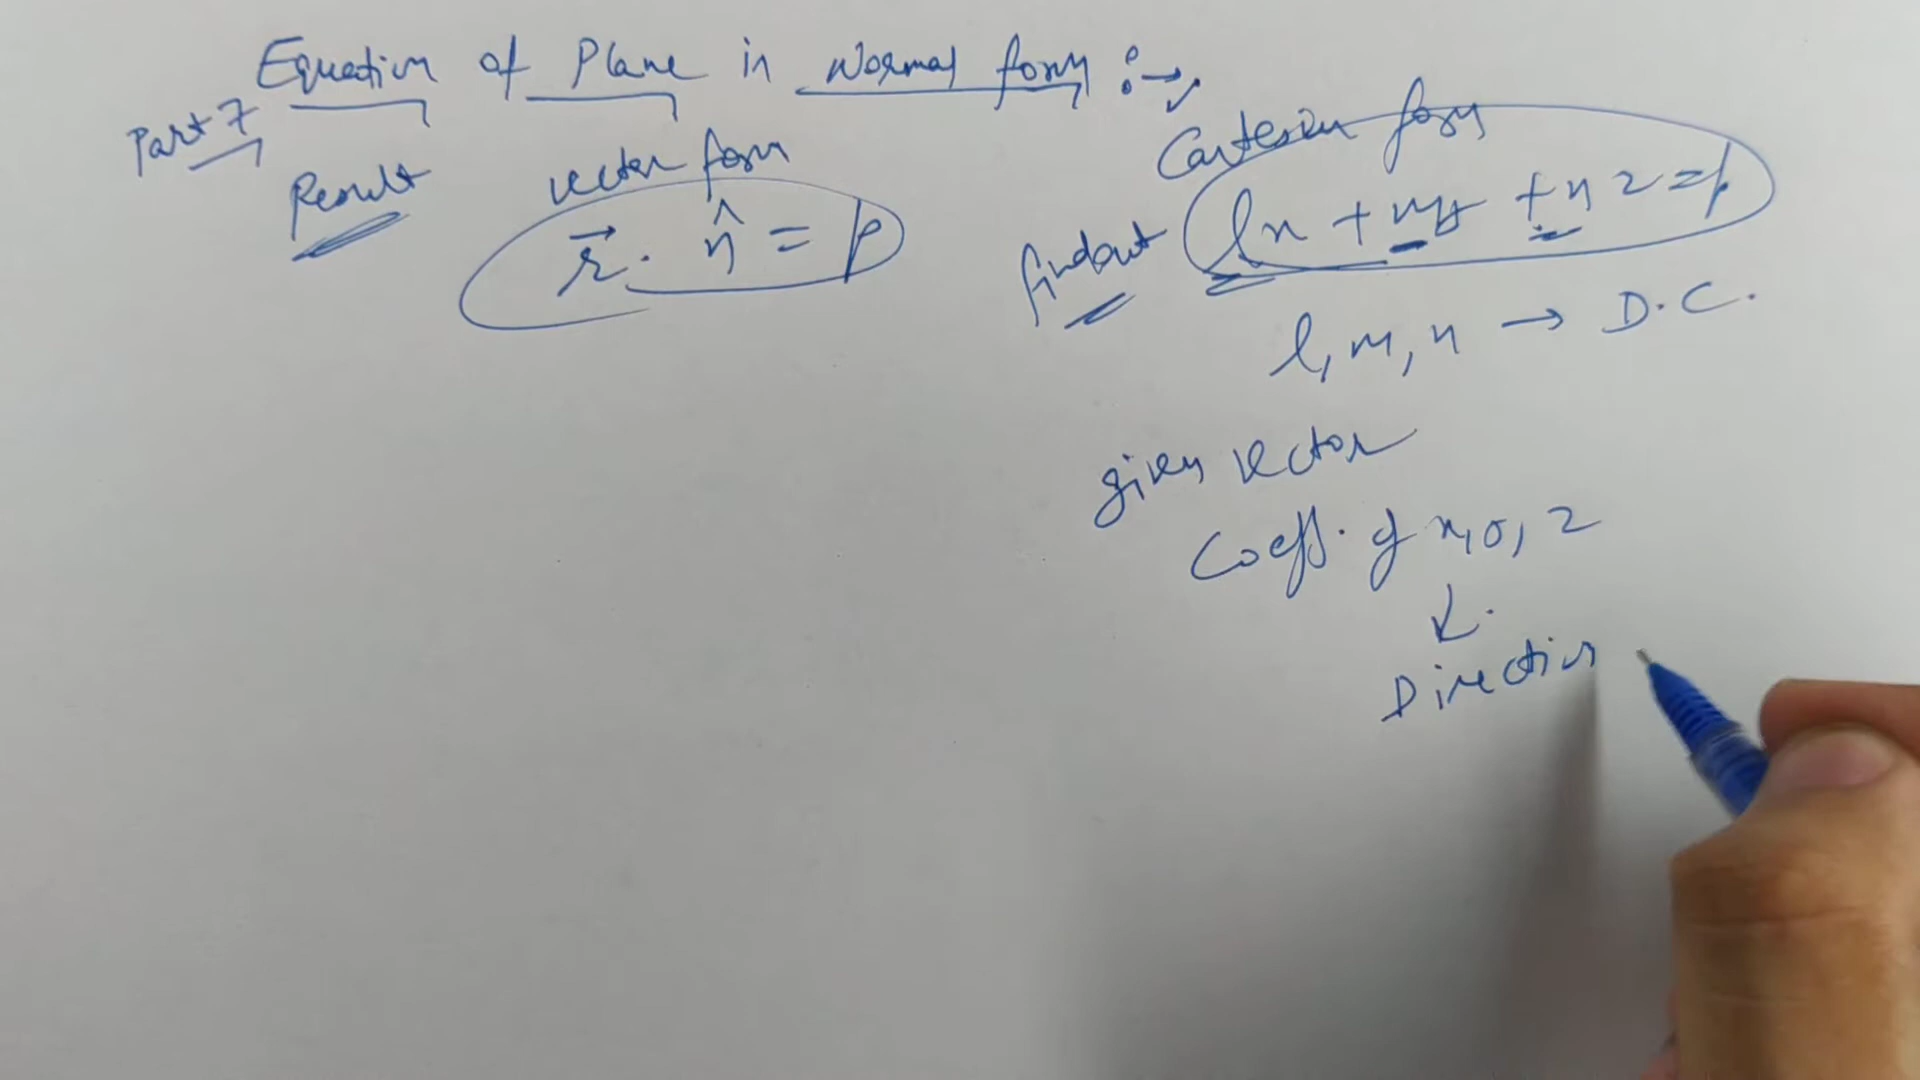 Equation of Plane in Normal form :→
Part 7
Result
vector form
r⃗ . n̂ = p
Cartesian form
findout
lx + my + nz = p
l, m, n → D.C.
given vector
Coeff. of x, y, z
↓
Direction